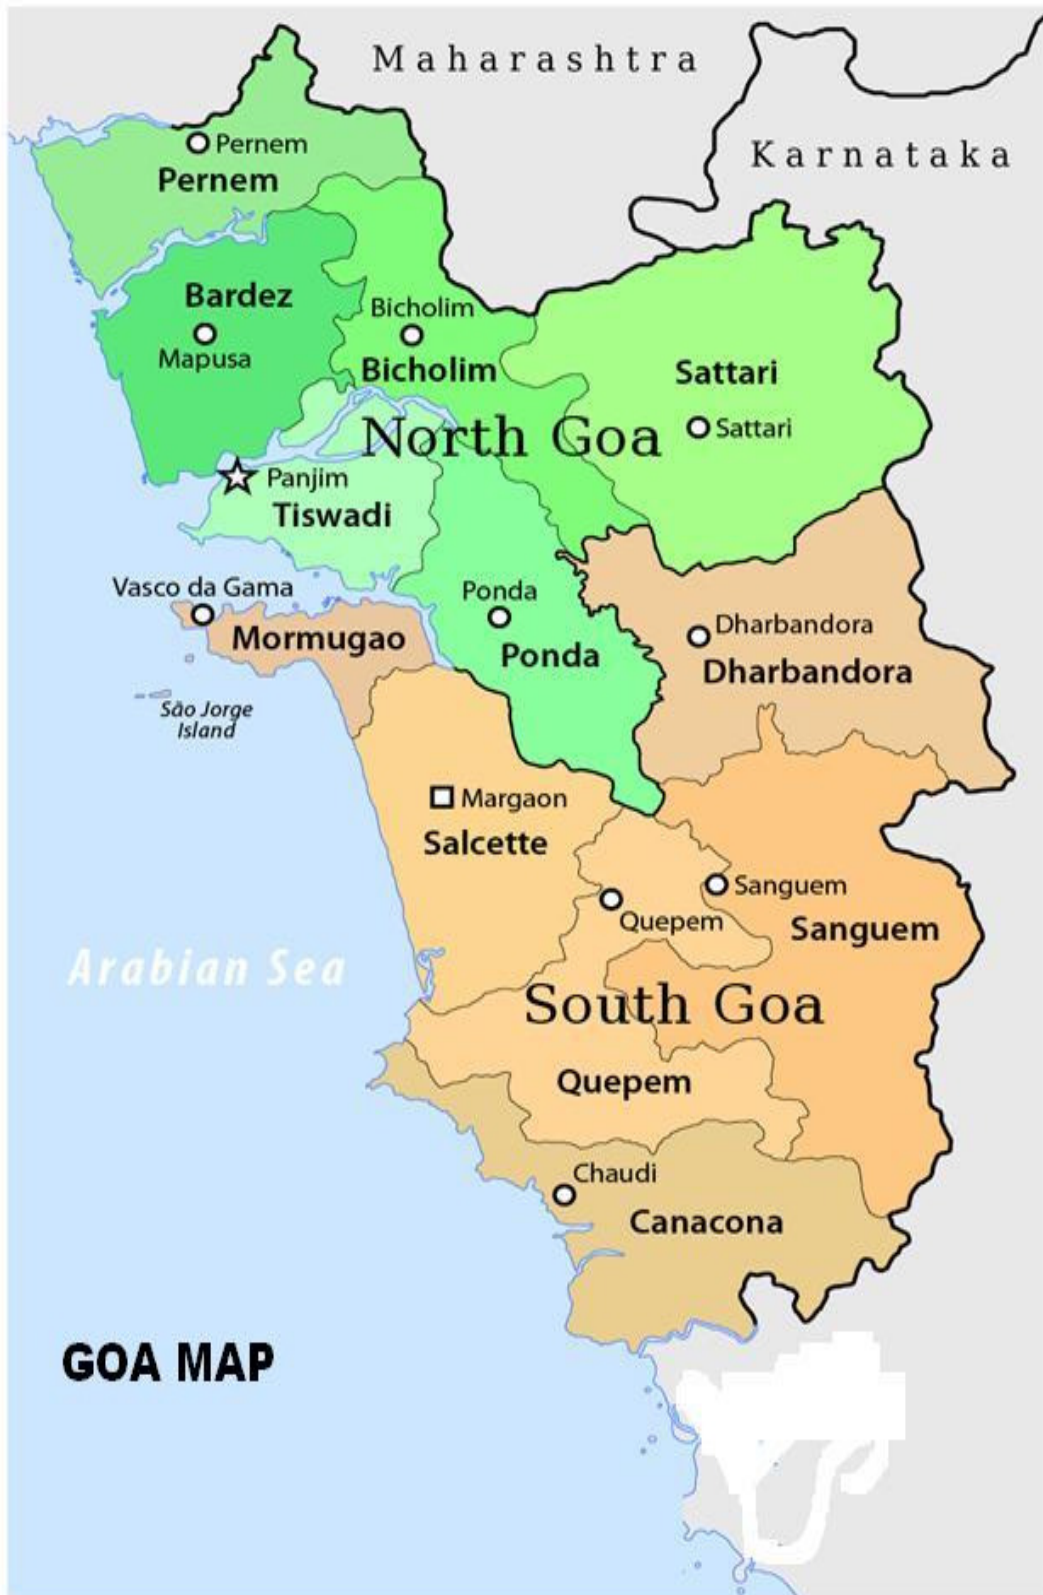 Maharashtra
Karnataka
Pernem
Pernem
Bardez
Mapusa
Bicholim
Bicholim
Sattari
Sattari
North Goa
Panjim
Tiswadi
Vasco da Gama
Mormugao
Ponda
Ponda
Dharbandora
Dharbandora
São Jorge
Island
Margaon
Salcette
Sanguem
Sanguem
Quepem
Arabian Sea
South Goa
Quepem
Chaudi
Canacona
GOA MAP